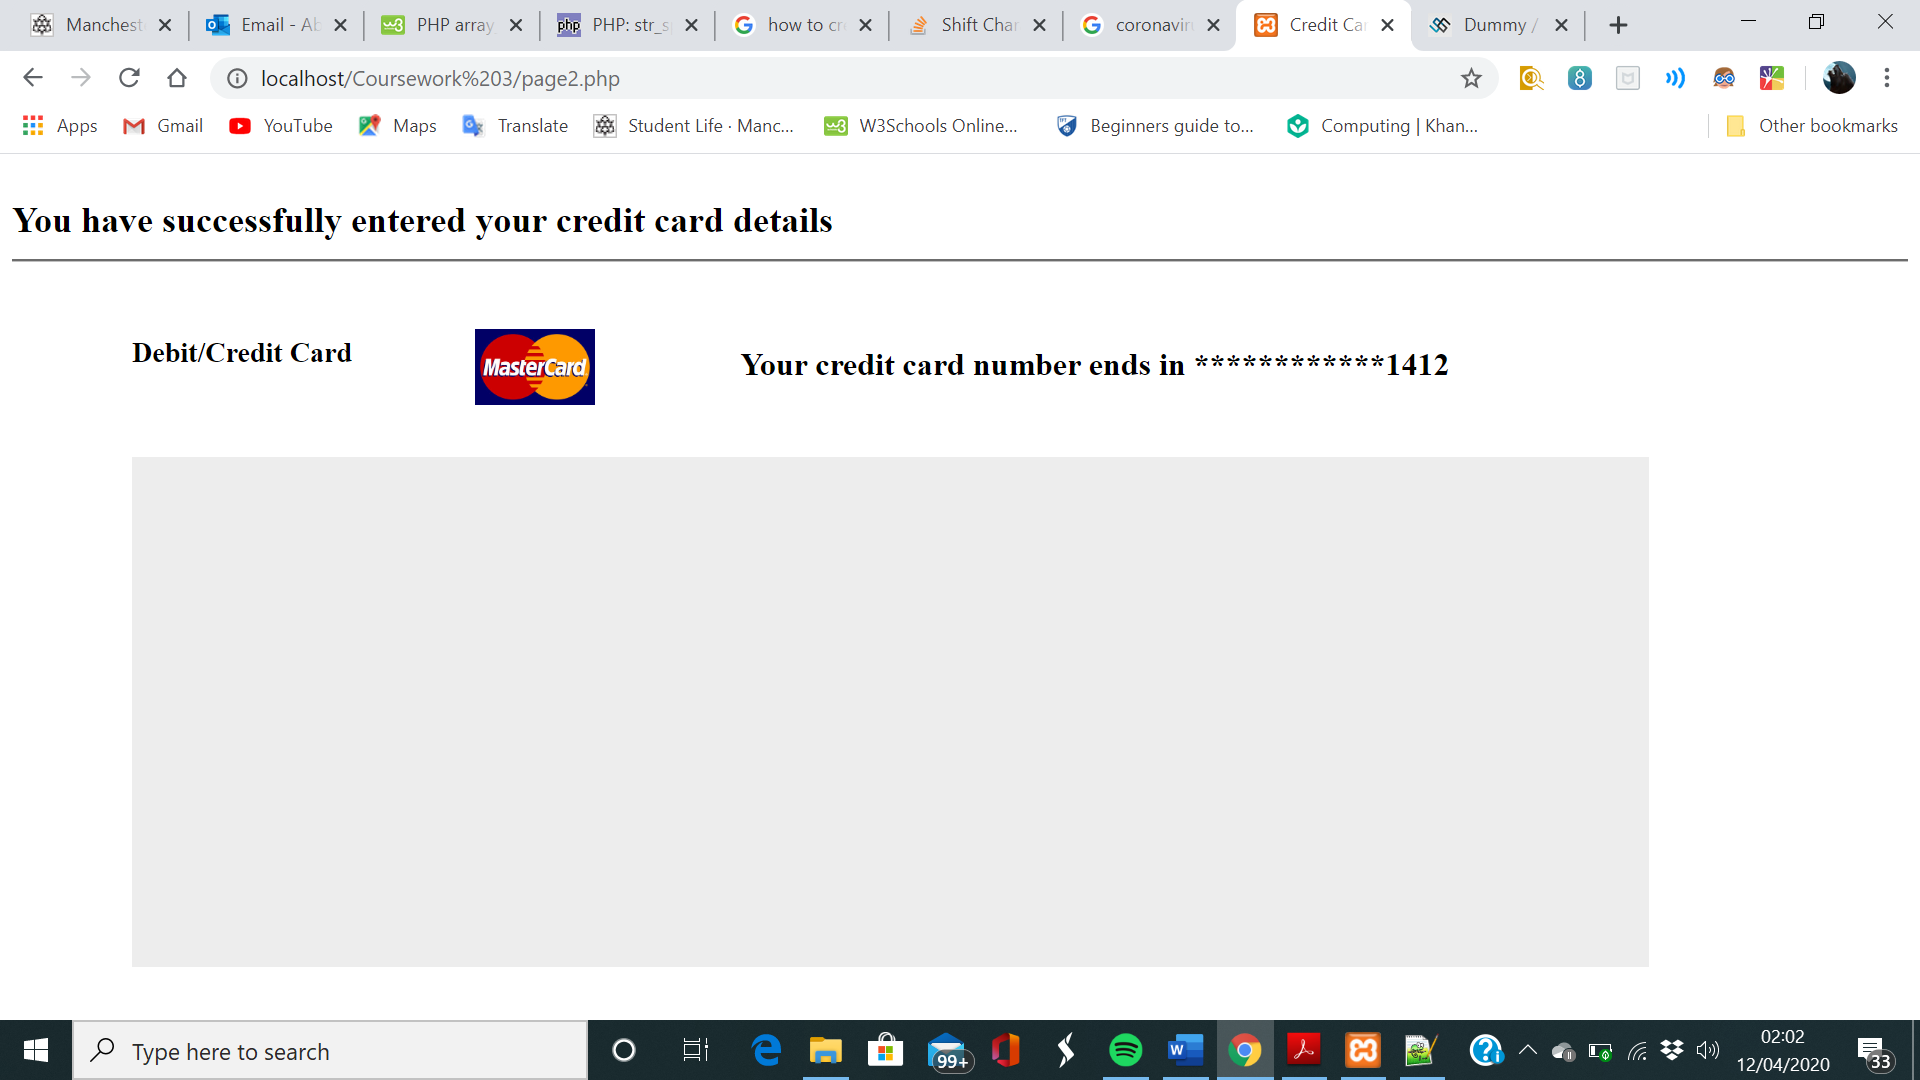 Manchest
Email - Ab
PHP array
PHP: str_s
how to cre
Shift Char
coronavir
Credit Car
Dummy /
localhost/Coursework%203/page2.php
Apps
Gmail
YouTube
Maps
Translate
Student Life · Manc...
W3Schools Online...
Beginners guide to...
Computing | Khan...
Other bookmarks
You have successfully entered your credit card details
Debit/Credit Card
MasterCard
Your credit card number ends in ************1412
Type here to search
99+
02:02
12/04/2020
33